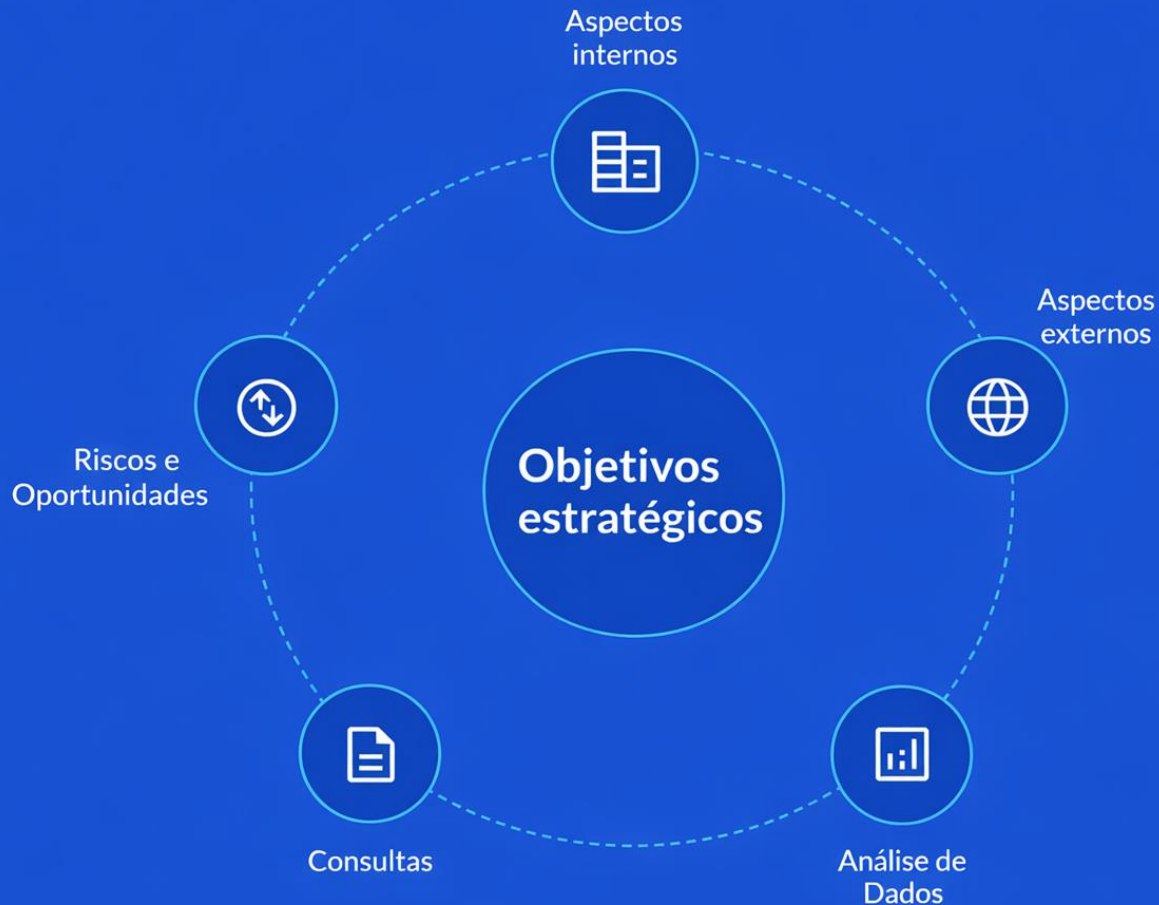 Aspectos
internos
Aspectos
externos
Riscos e
Oportunidades
Objetivos
estratégicos
Consultas
Análise de
Dados